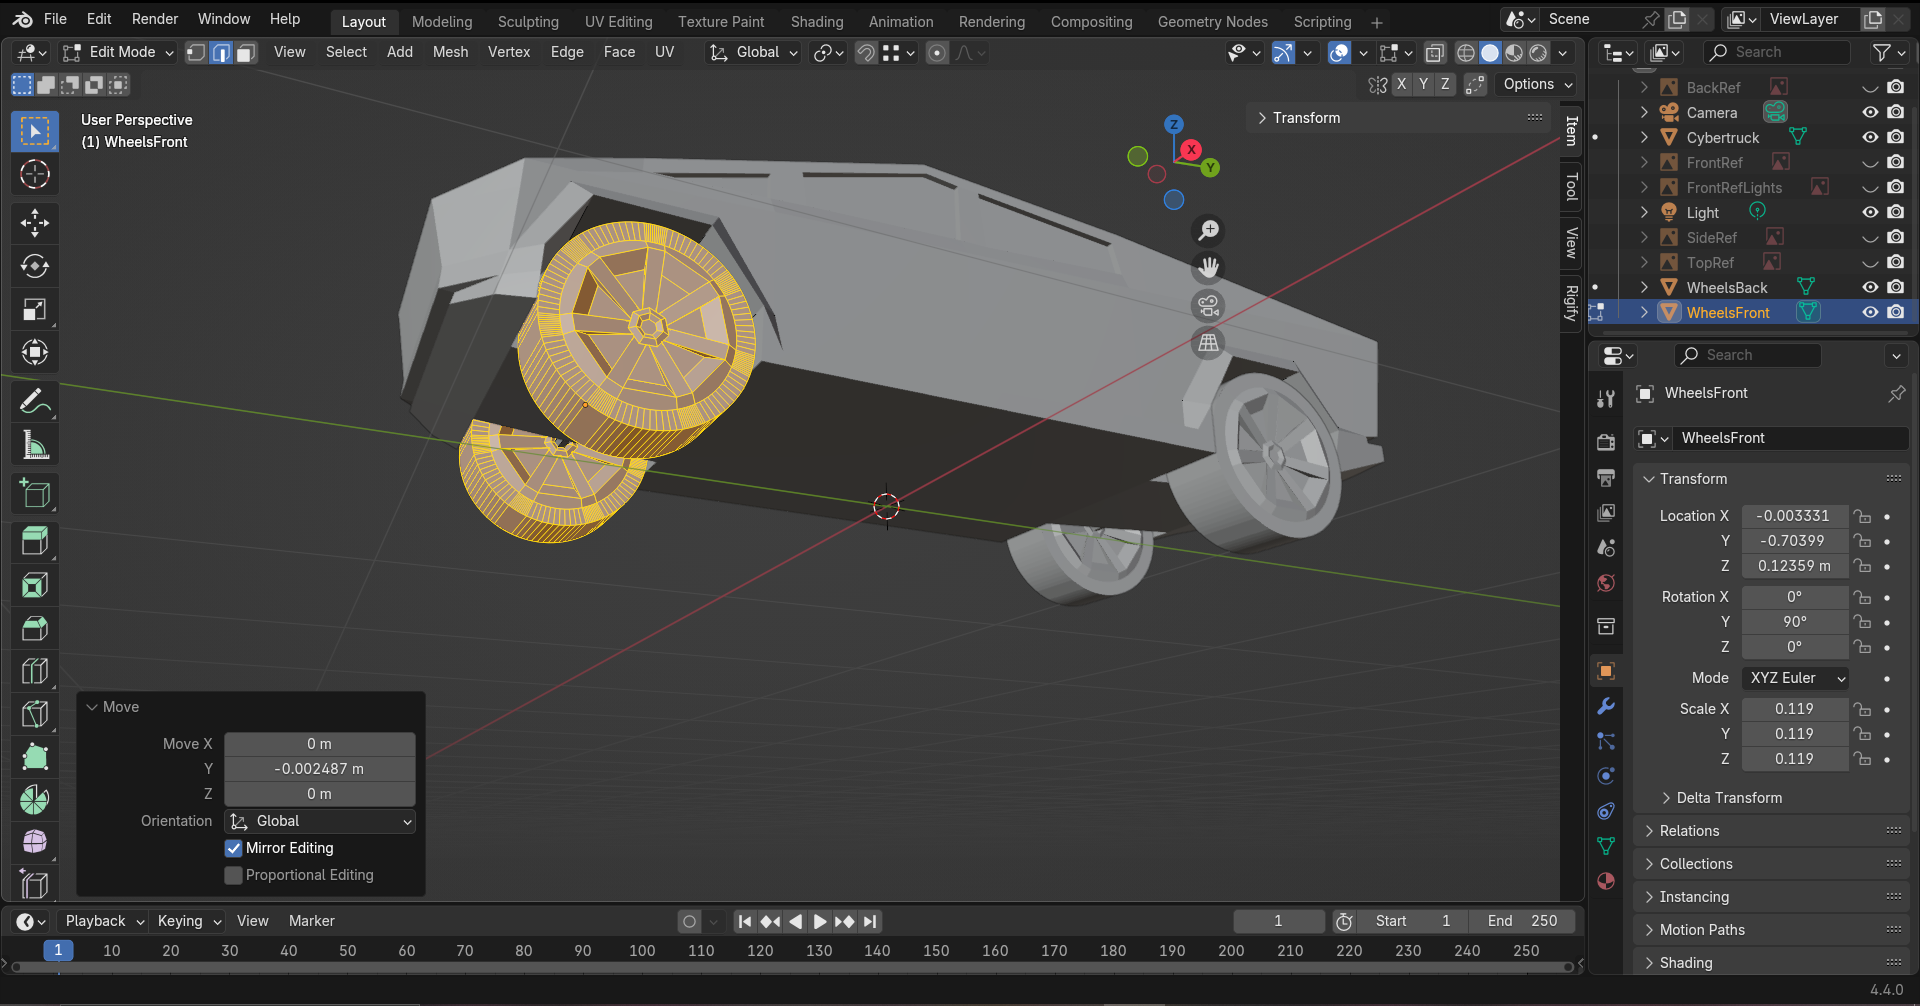 File Edit Render Window Help
Layout Modeling Sculpting UV Editing Texture Paint Shading Animation Rendering Compositing Geometry Nodes Scripting
Scene
ViewLayer
Edit Mode
View Select Add Mesh Vertex Edge Face UV
Global
Search
X Y Z
Options
User Perspective
(1) WheelsFront
Transform
Z
X
Y
Item
Tool
View
Rigify
BackRef
Camera
Cybertruck
FrontRef
FrontRefLights
Light
SideRef
TopRef
WheelsBack
WheelsFront
Search
WheelsFront
WheelsFront
Transform
Location X -0.003331
Y -0.70399
Z 0.12359 m
Rotation X 0°
Y 90°
Z 0°
Mode XYZ Euler
Scale X 0.119
Y 0.119
Z 0.119
Delta Transform
Relations
Collections
Instancing
Motion Paths
Shading
Move
Move X 0 m
Y -0.002487 m
Z 0 m
Orientation Global
Mirror Editing
Proportional Editing
Playback Keying View Marker
1
Start 1
End 250
1 10 20 30 40 50 60 70 80 90 100 110 120 130 140 150 160 170 180 190 200 210 220 230 240 250
4.4.0